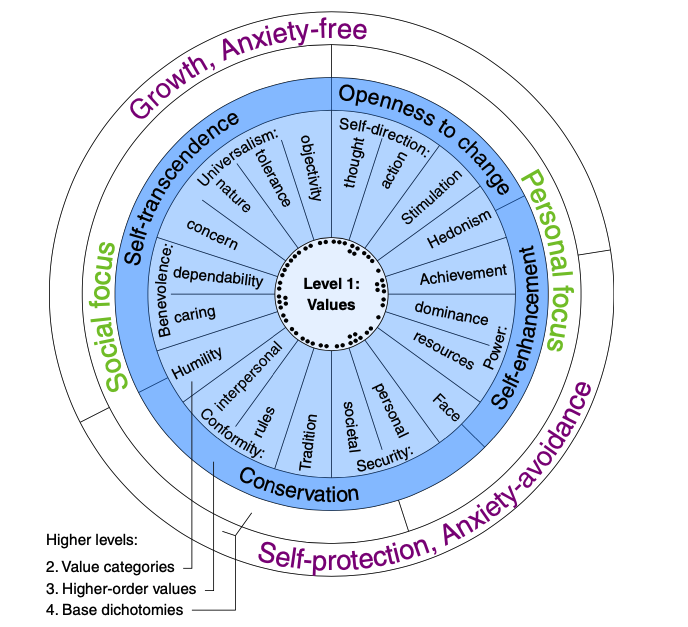 Growth, Anxiety-free
Self-protection, Anxiety-avoidance
Social focus
Personal focus
Self-transcendence
Openness to change
Self-enhancement
Conservation
Self-direction:
thought
action
Stimulation
Hedonism
Achievement
dominance
resources
Power:
Face
personal
societal
Security:
Tradition
rules
interpersonal
Conformity:
Humility
caring
dependability
Benevolence:
concern
nature
tolerance
objectivity
Universalism:
Level 1:
Values
Higher levels:
2. Value categories
3. Higher-order values
4. Base dichotomies